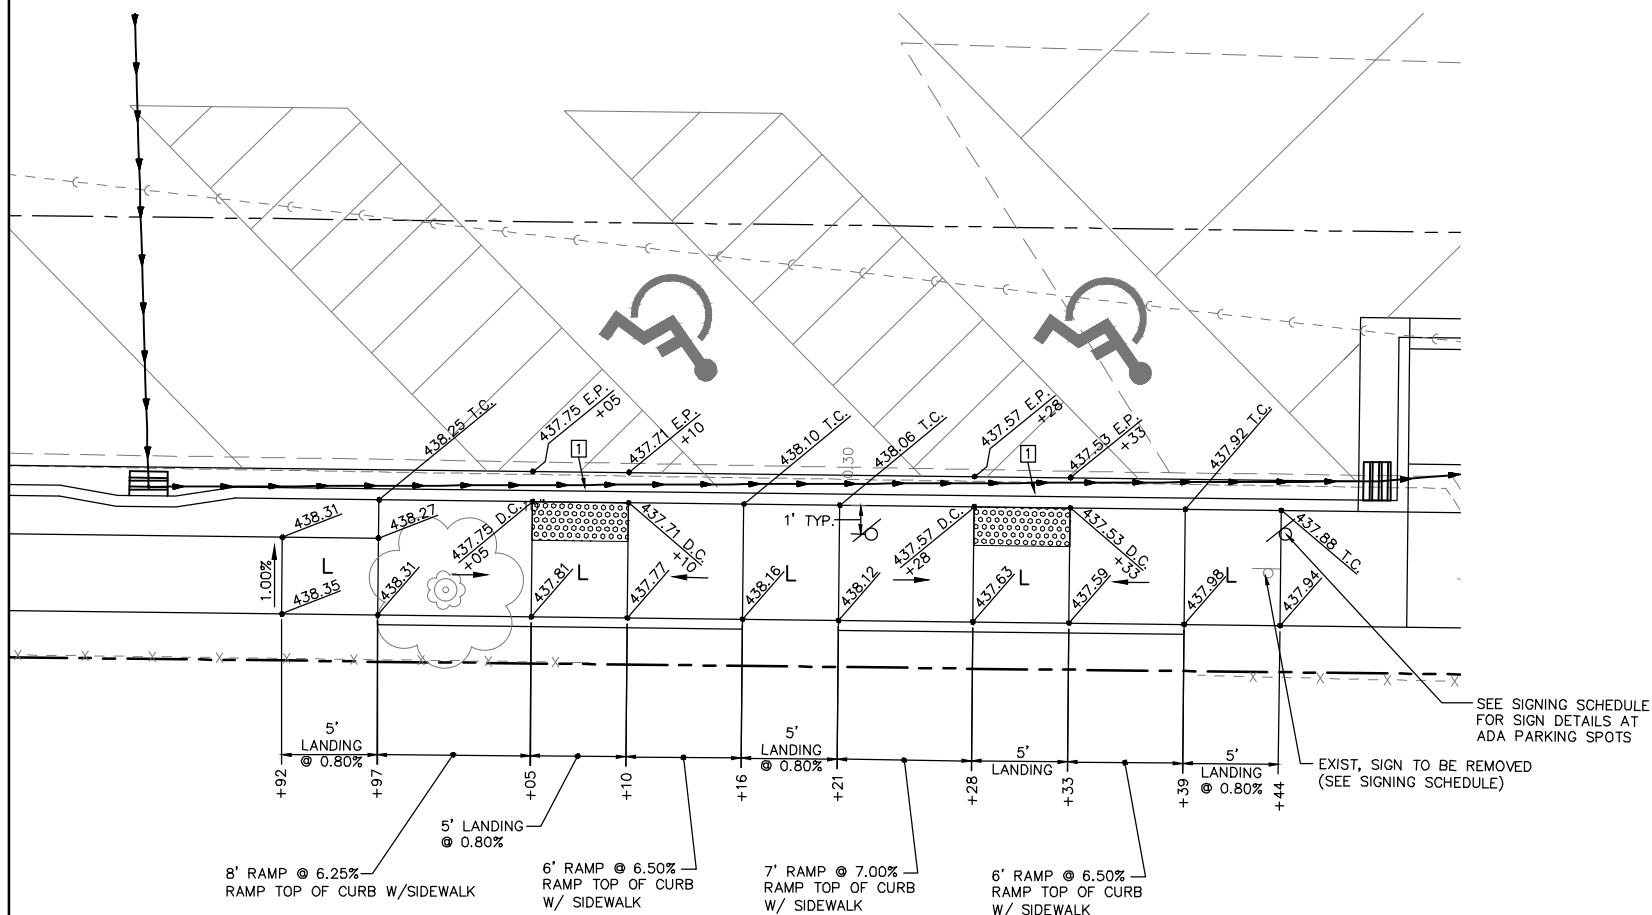 438.25 T.C.
437.75 E.P.
+05
437.71 E.P.
+10
438.10 T.C.
438.06 T.C.
437.57 E.P.
+28
437.53 E.P.
+33
437.92 T.C.
1
1
438.31
438.27
437.75 D.C.
+05
437.71 D.C.
+10
1' TYP.
437.57 D.C.
+28
437.53 D.C.
+33
437.88 T.C.
1.00%
L
L
L
L
L
438.35
438.31
437.81
437.77
438.16
438.12
437.63
437.59
437.98
437.94
SEE SIGNING SCHEDULE
FOR SIGN DETAILS AT
ADA PARKING SPOTS
EXIST, SIGN TO BE REMOVED
(SEE SIGNING SCHEDULE)
5'
LANDING
@ 0.80%
5'
LANDING
@ 0.80%
5'
LANDING
5'
LANDING
@ 0.80%
+92
+97
+05
+10
+16
+21
+28
+33
+39
+44
5' LANDING
@ 0.80%
8' RAMP @ 6.25%
RAMP TOP OF CURB W/SIDEWALK
6' RAMP @ 6.50%
RAMP TOP OF CURB
W/ SIDEWALK
7' RAMP @ 7.00%
RAMP TOP OF CURB
W/ SIDEWALK
6' RAMP @ 6.50%
RAMP TOP OF CURB
W/ SIDEWALK